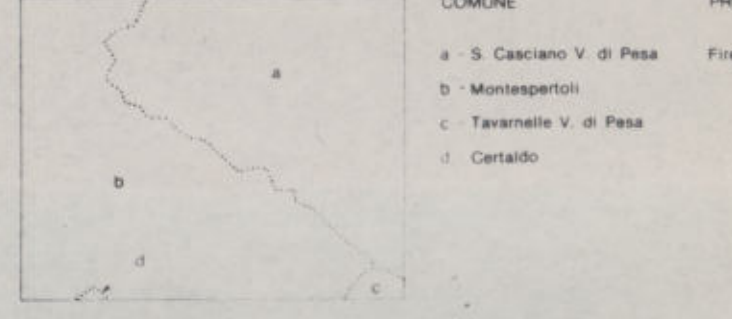 COMUNE
a - S. Casciano V. di Pesa
b - Montespertoli
c - Tavarnelle V. di Pesa
d Certaldo
a
b
d
c